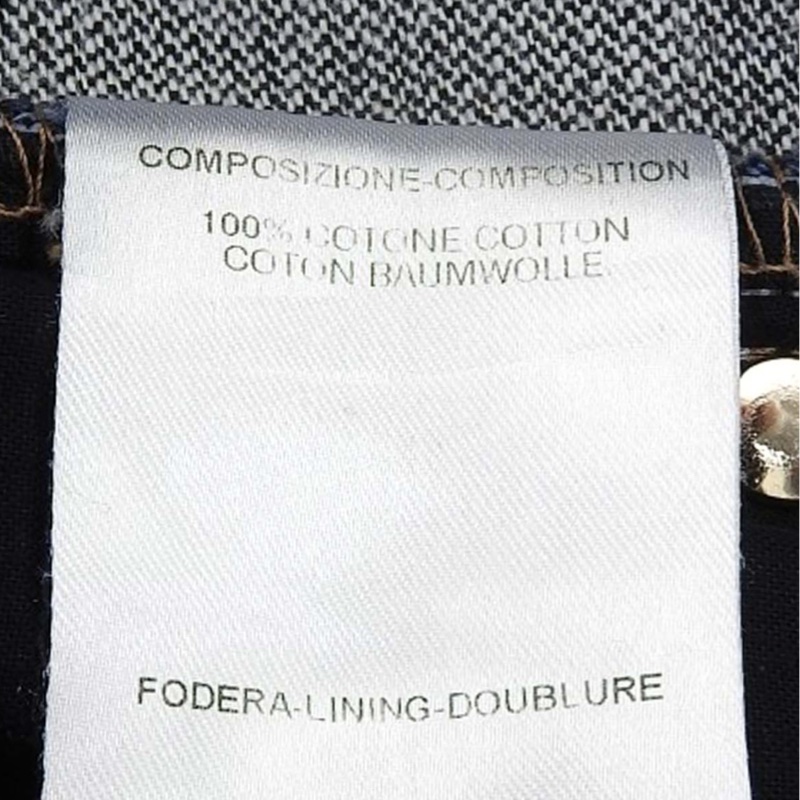 COMPOSIZIONE-COMPOSITION
100% COTONE COTTON
COTON BAUMWOLLE.
FODERA-LINING-DOUBLURE